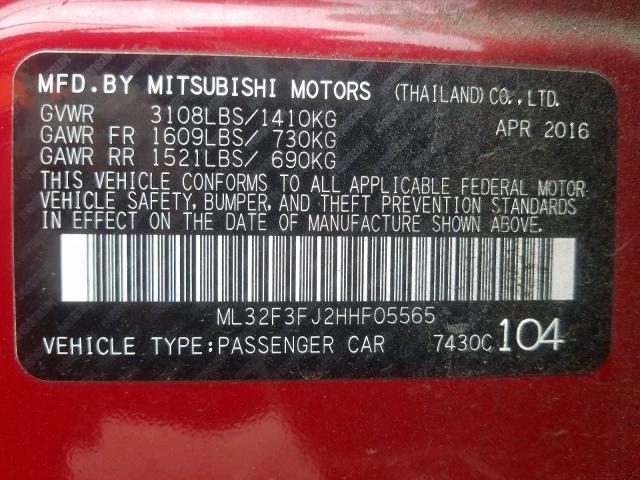 MFD.BY MITSUBISHI MOTORS (THAILAND)CO.,LTD.
GVWR 3108LBS/1410KG APR 2016
GAWR FR 1609LBS/ 730KG
GAWR RR 1521LBS/ 690KG
THIS VEHICLE CONFORMS TO ALL APPLICABLE FEDERAL MOTOR
VEHICLE SAFETY, BUMPER, AND THEFT PREVENTION STANDARDS
IN EFFECT ON THE DATE OF MANUFACTURE SHOWN ABOVE.
ML32F3FJ2HHF05565
VEHICLE TYPE:PASSENGER CAR 7430C 104